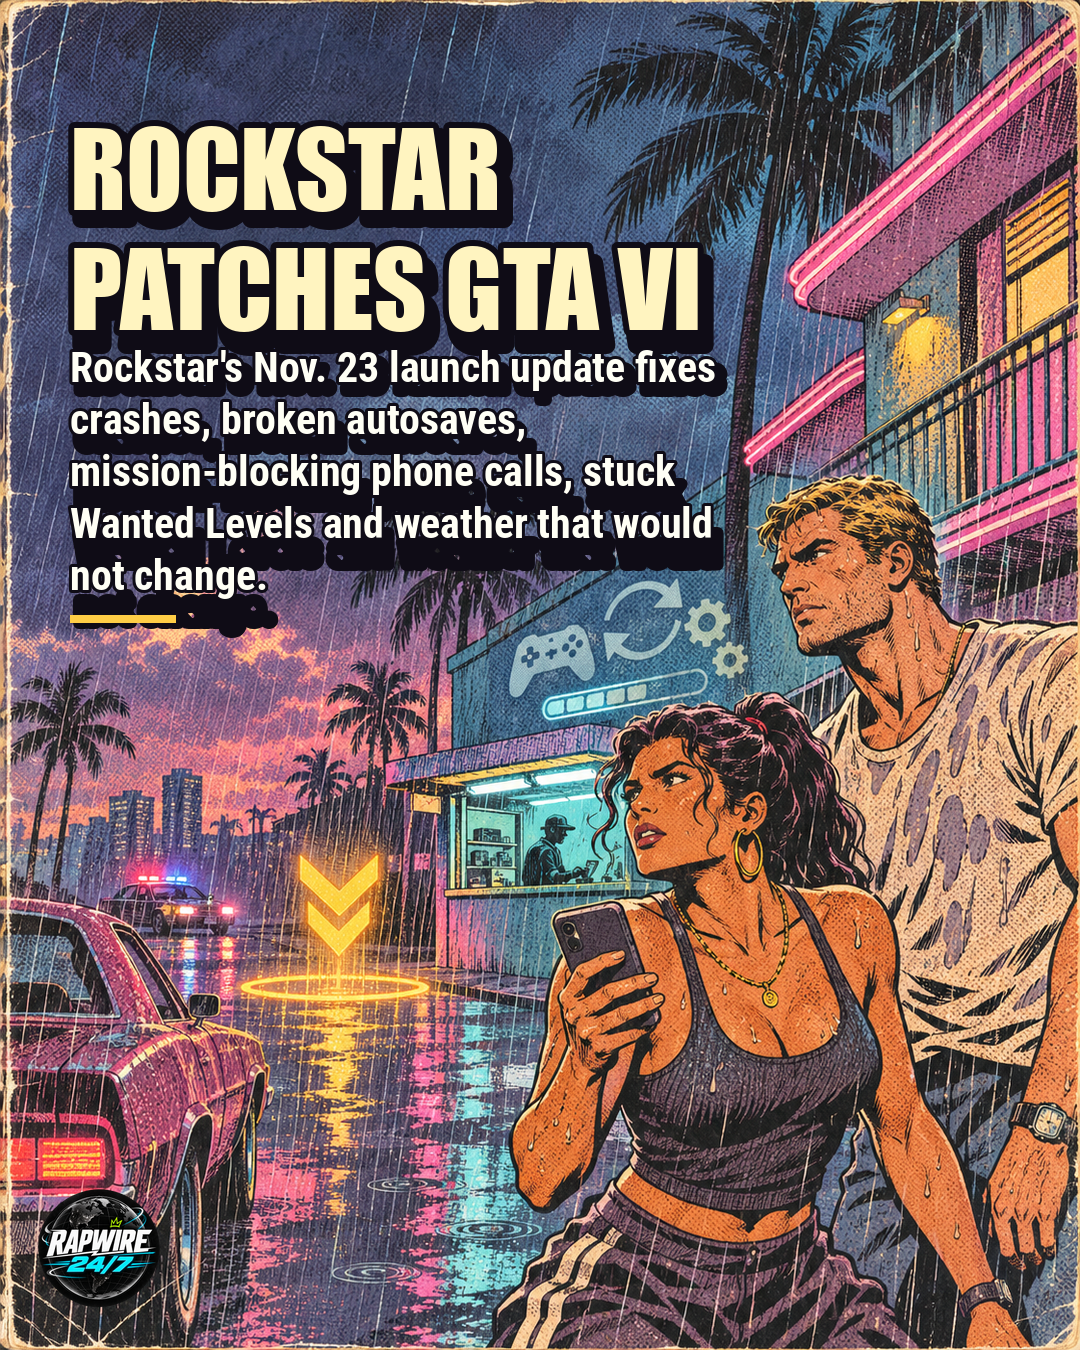 ROCKSTAR
PATCHES GTA VI
Rockstar's Nov. 23 launch update fixes
crashes, broken autosaves,
mission-blocking phone calls, stuck
Wanted Levels and weather that would
not change.
RAPWIRE
24/7